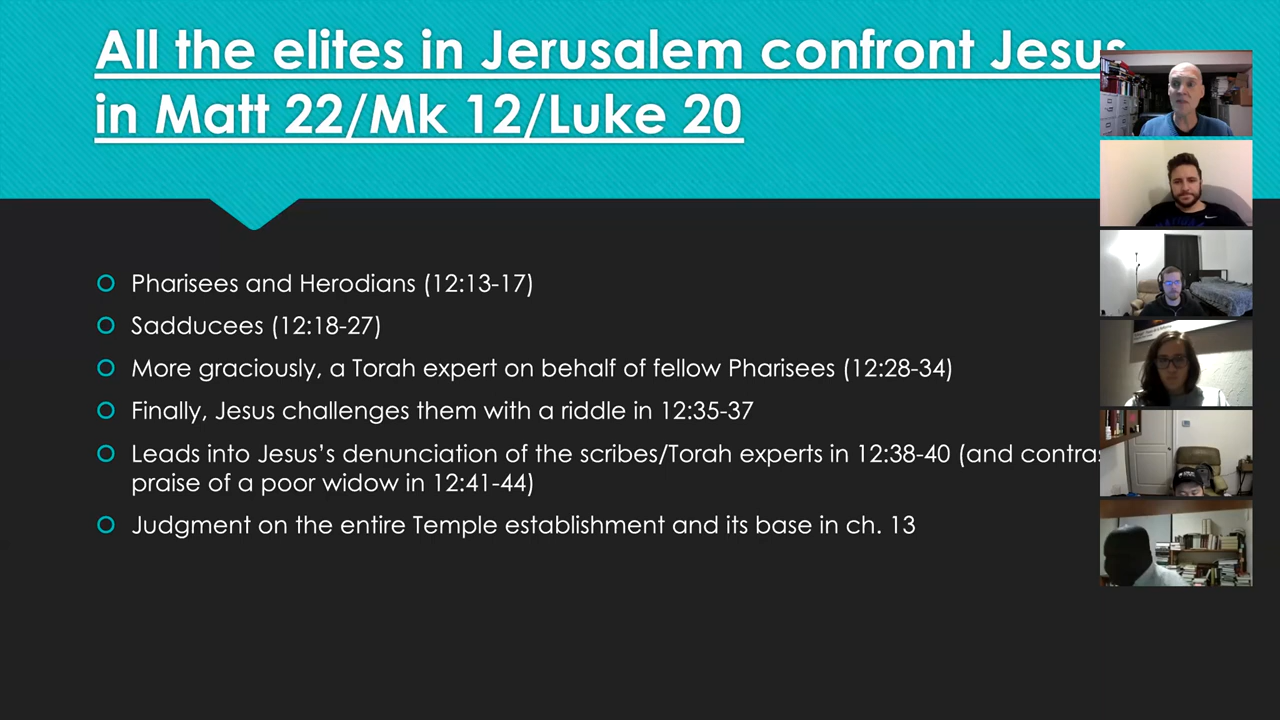 All the elites in Jerusalem confront Jesus
in Matt 22/Mk 12/Luke 20
Pharisees and Herodians (12:13-17)
Sadducees (12:18-27)
More graciously, a Torah expert on behalf of fellow Pharisees (12:28-34)
Finally, Jesus challenges them with a riddle in 12:35-37
Leads into Jesus’s denunciation of the scribes/Torah experts in 12:38-40 (and
praise of a poor widow in 12:41-44)
Judgment on the entire Temple establishment and its base in ch. 13